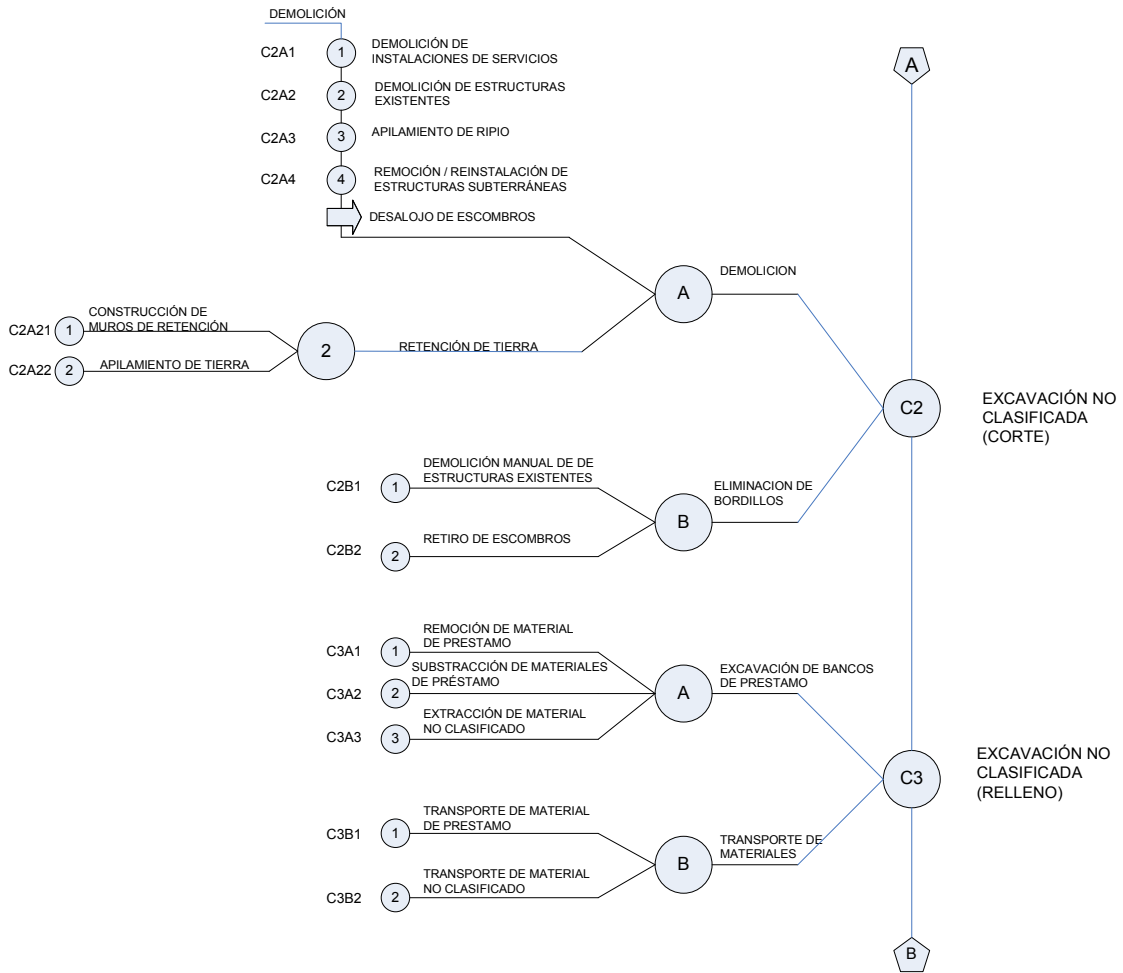 DEMOLICIÓN
C2A1
1
DEMOLICIÓN DE
INSTALACIONES DE SERVICIOS
C2A2
2
DEMOLICIÓN DE ESTRUCTURAS
EXISTENTES
C2A3
3
APILAMIENTO DE RIPIO
C2A4
4
REMOCIÓN / REINSTALACIÓN DE
ESTRUCTURAS SUBTERRÁNEAS
DESALOJO DE ESCOMBROS
A
A
DEMOLICION
C2A21
1
CONSTRUCCIÓN DE
MUROS DE RETENCIÓN
C2A22
2
APILAMIENTO DE TIERRA
2
RETENCIÓN DE TIERRA
C2
EXCAVACIÓN NO
CLASIFICADA
(CORTE)
C2B1
1
DEMOLICIÓN MANUAL DE DE
ESTRUCTURAS EXISTENTES
C2B2
2
RETIRO DE ESCOMBROS
B
ELIMINACION DE
BORDILLOS
C3A1
1
REMOCIÓN DE MATERIAL
DE PRESTAMO
C3A2
2
SUBSTRACCIÓN DE MATERIALES
DE PRÉSTAMO
C3A3
3
EXTRACCIÓN DE MATERIAL
NO CLASIFICADO
A
EXCAVACIÓN DE BANCOS
DE PRESTAMO
C3
EXCAVACIÓN NO
CLASIFICADA
(RELLENO)
C3B1
1
TRANSPORTE DE MATERIAL
DE PRESTAMO
C3B2
2
TRANSPORTE DE MATERIAL
NO CLASIFICADO
B
TRANSPORTE DE
MATERIALES
B